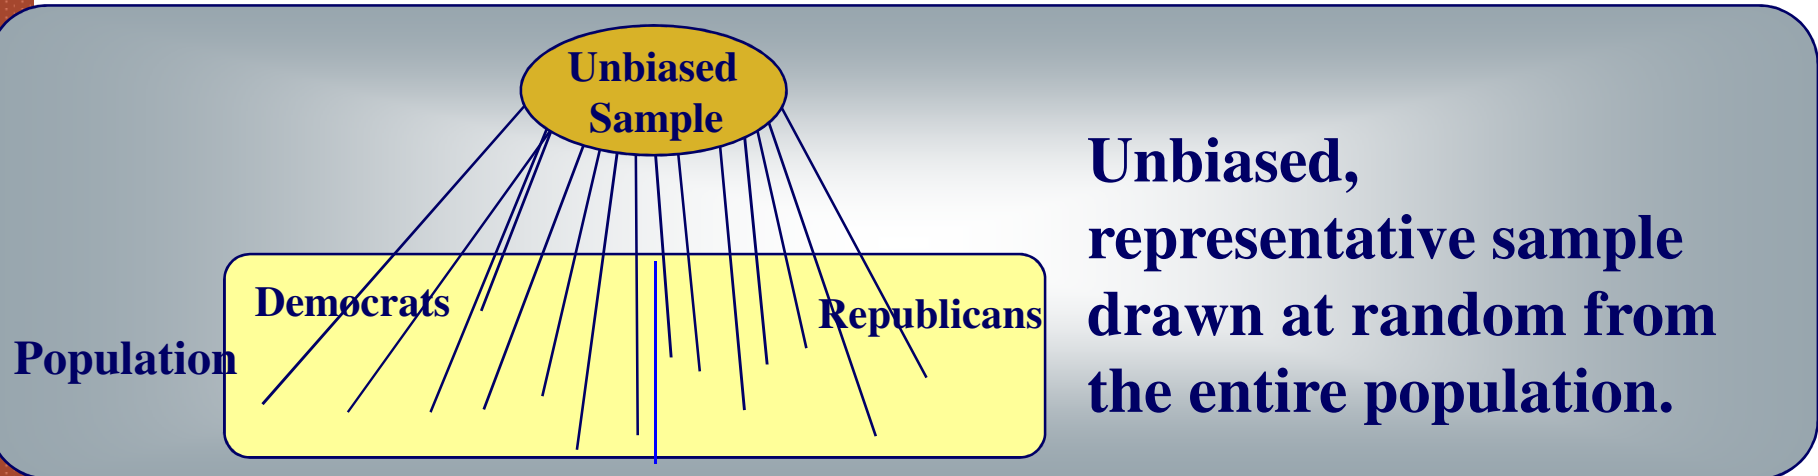 Unbiased
Sample
Democrats
Republicans
Population
Unbiased,
representative sample
drawn at random from
the entire population.